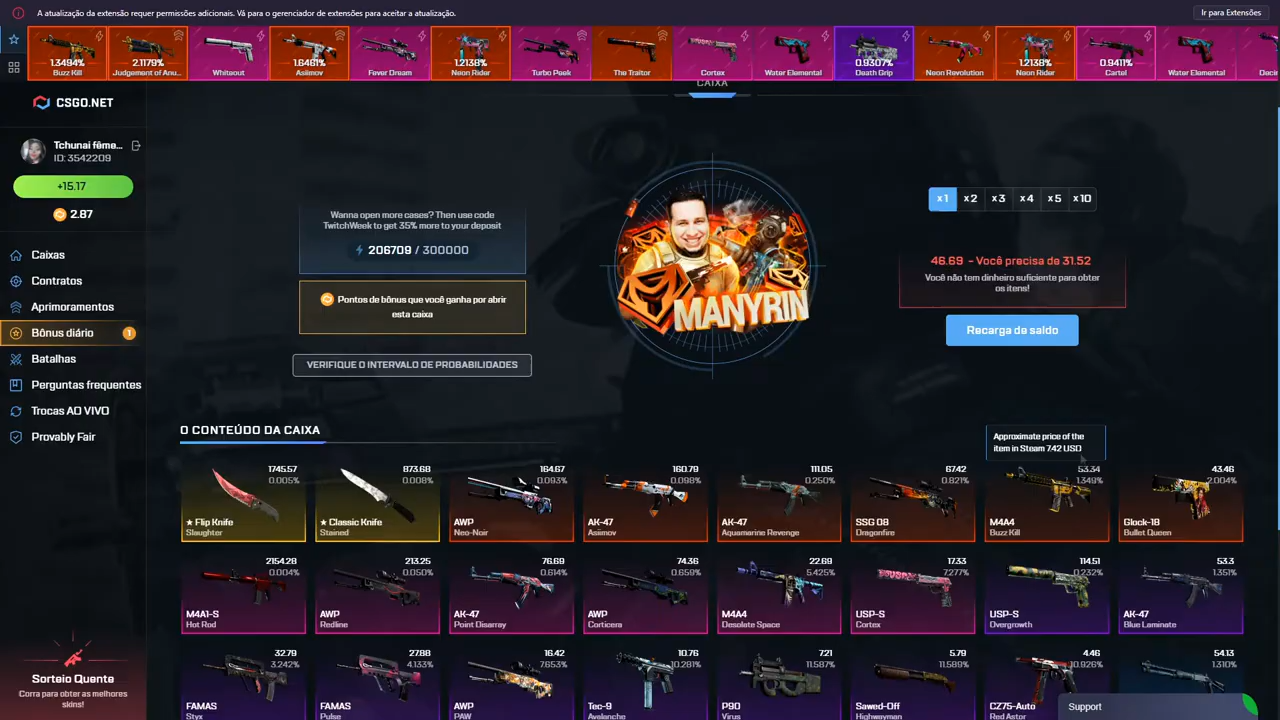 A atualização da extensão requer permissões adicionais. Vá para o gerenciador de extensões para aceitar a atualização.
Ir para Extensões
1.3494%
Buzz Kill
2.1179%
Judgement of Anu...
Whiteout
1.6461%
Asiimov
Fever Dream
1.2138%
Neon Rider
Turbo Peek
The Traitor
Cortex
Water Elemental
0.9307%
Death Grip
Neon Revolution
1.2138%
Neon Rider
0.9411%
Cartel
Water Elemental
CSGO.NET
Tchunai fême...
ID: 3542209
+15.17
2.87
Caixas
Contratos
Aprimoramentos
Bônus diário
1
Batalhas
Perguntas frequentes
Trocas AO VIVO
Provably Fair
Sorteio Quente
Corra para obter as melhores
skins!
CAIXA
Wanna open more cases? Then use code
TwitchWeek to get 35% more to your deposit
206709 / 300000
Pontos de bônus que você ganha por abrir
esta caixa
VERIFIQUE O INTERVALO DE PROBABILIDADES
MANYRIN
x1 x2 x3 x4 x5 x10
46.69 - Você precisa de 31.52
Você não tem dinheiro suficiente para obter
os itens!
Recarga de saldo
O CONTEÚDO DA CAIXA
Approximate price of the
item in Steam 7.42 USD
1745.57
0.005%
★ Flip Knife
Slaughter
873.68
0.008%
★ Classic Knife
Stained
164.67
0.093%
AWP
Neo-Noir
160.79
0.098%
AK-47
Asiimov
111.05
0.250%
AK-47
Aquamarine Revenge
67.42
0.821%
SSG 08
Dragonfire
53.34
1.349%
M4A4
Buzz Kill
43.46
2.004%
Glock-18
Bullet Queen
2154.28
0.004%
M4A1-S
Hot Rod
213.25
0.050%
AWP
Redline
76.69
0.614%
AK-47
Point Disarray
74.36
0.659%
AWP
Corticera
22.69
5.425%
M4A4
Desolate Space
17.33
7.277%
USP-S
Cortex
114.51
0.232%
USP-S
Overgrowth
53.3
1.351%
AK-47
Blue Laminate
32.79
3.242%
FAMAS
Styx
27.88
4.133%
FAMAS
Pulse
16.42
7.653%
AWP
PAW
10.76
10.281%
Tec-9
Avalanche
7.21
11.587%
P90
Virus
5.79
11.589%
Sawed-Off
Highwayman
4.46
10.926%
CZ75-Auto
Red Astor
54.13
1.310%
Support